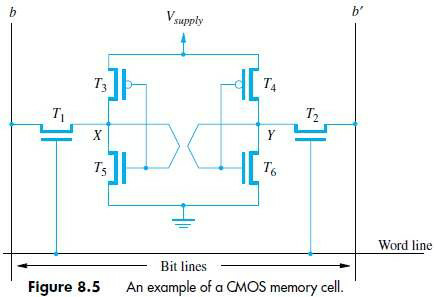 b
V supply
b′
T3
T4
T1
T2
X
Y
T5
T6
Word line
Bit lines
Figure 8.5 An example of a CMOS memory cell.